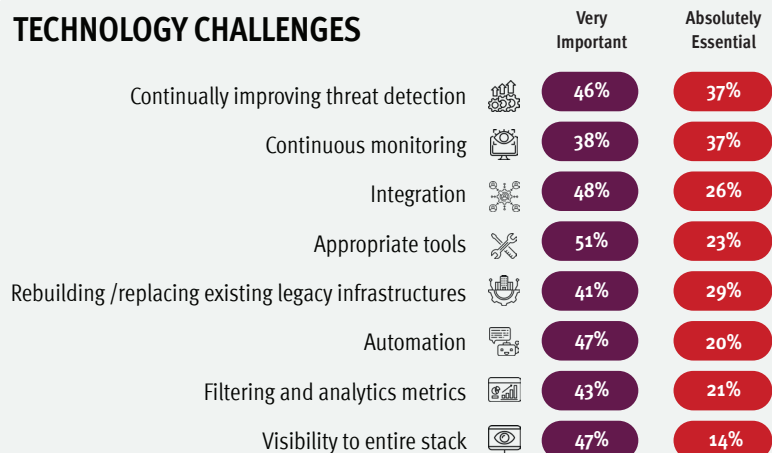 TECHNOLOGY CHALLENGES
Very Important
Absolutely Essential
Continually improving threat detection 46% 37%
Continuous monitoring 38% 37%
Integration 48% 26%
Appropriate tools 51% 23%
Rebuilding /replacing existing legacy infrastructures 41% 29%
Automation 47% 20%
Filtering and analytics metrics 43% 21%
Visibility to entire stack 47% 14%